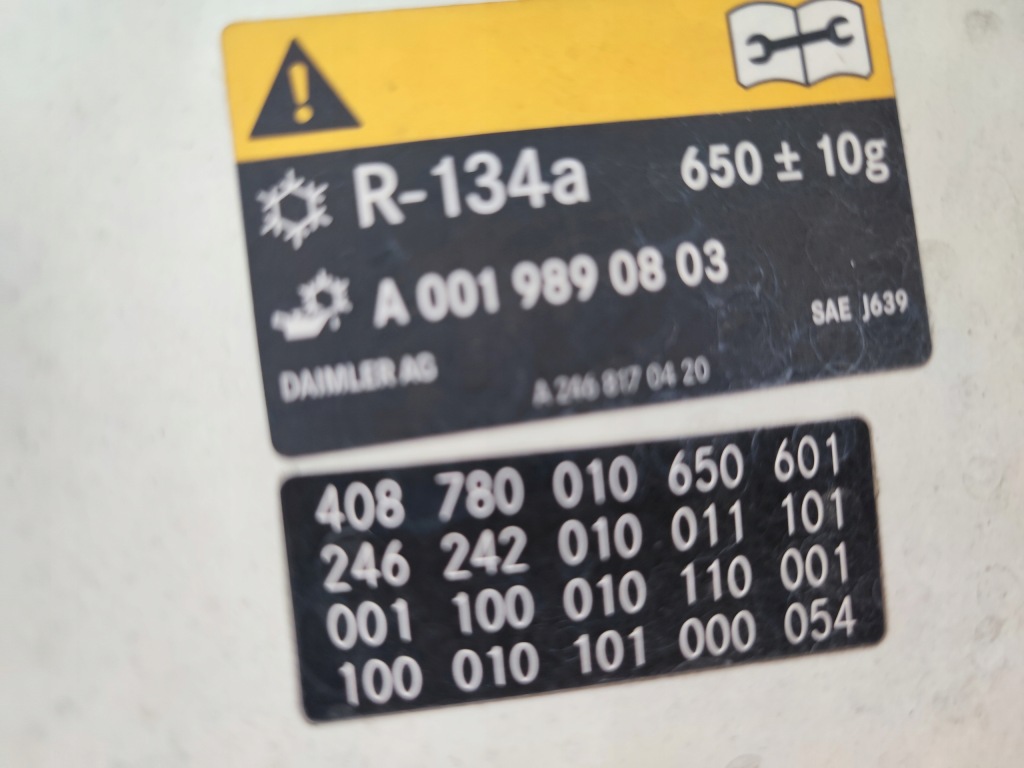 R-134a 650 ± 10g
A 001 989 08 03
SAE J639
DAIMLER AG
A 246 817 04 20
408 780 010 650 601
246 242 010 011 101
001 100 010 110 001
100 010 101 000 054